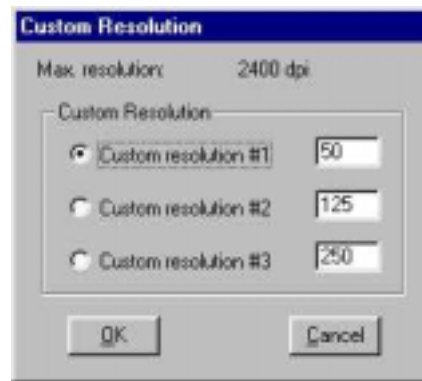 Custom Resolution
Max. resolution: 2400 dpi
Custom Resolution
Custom resolution #1 50
Custom resolution #2 125
Custom resolution #3 250
OK Cancel